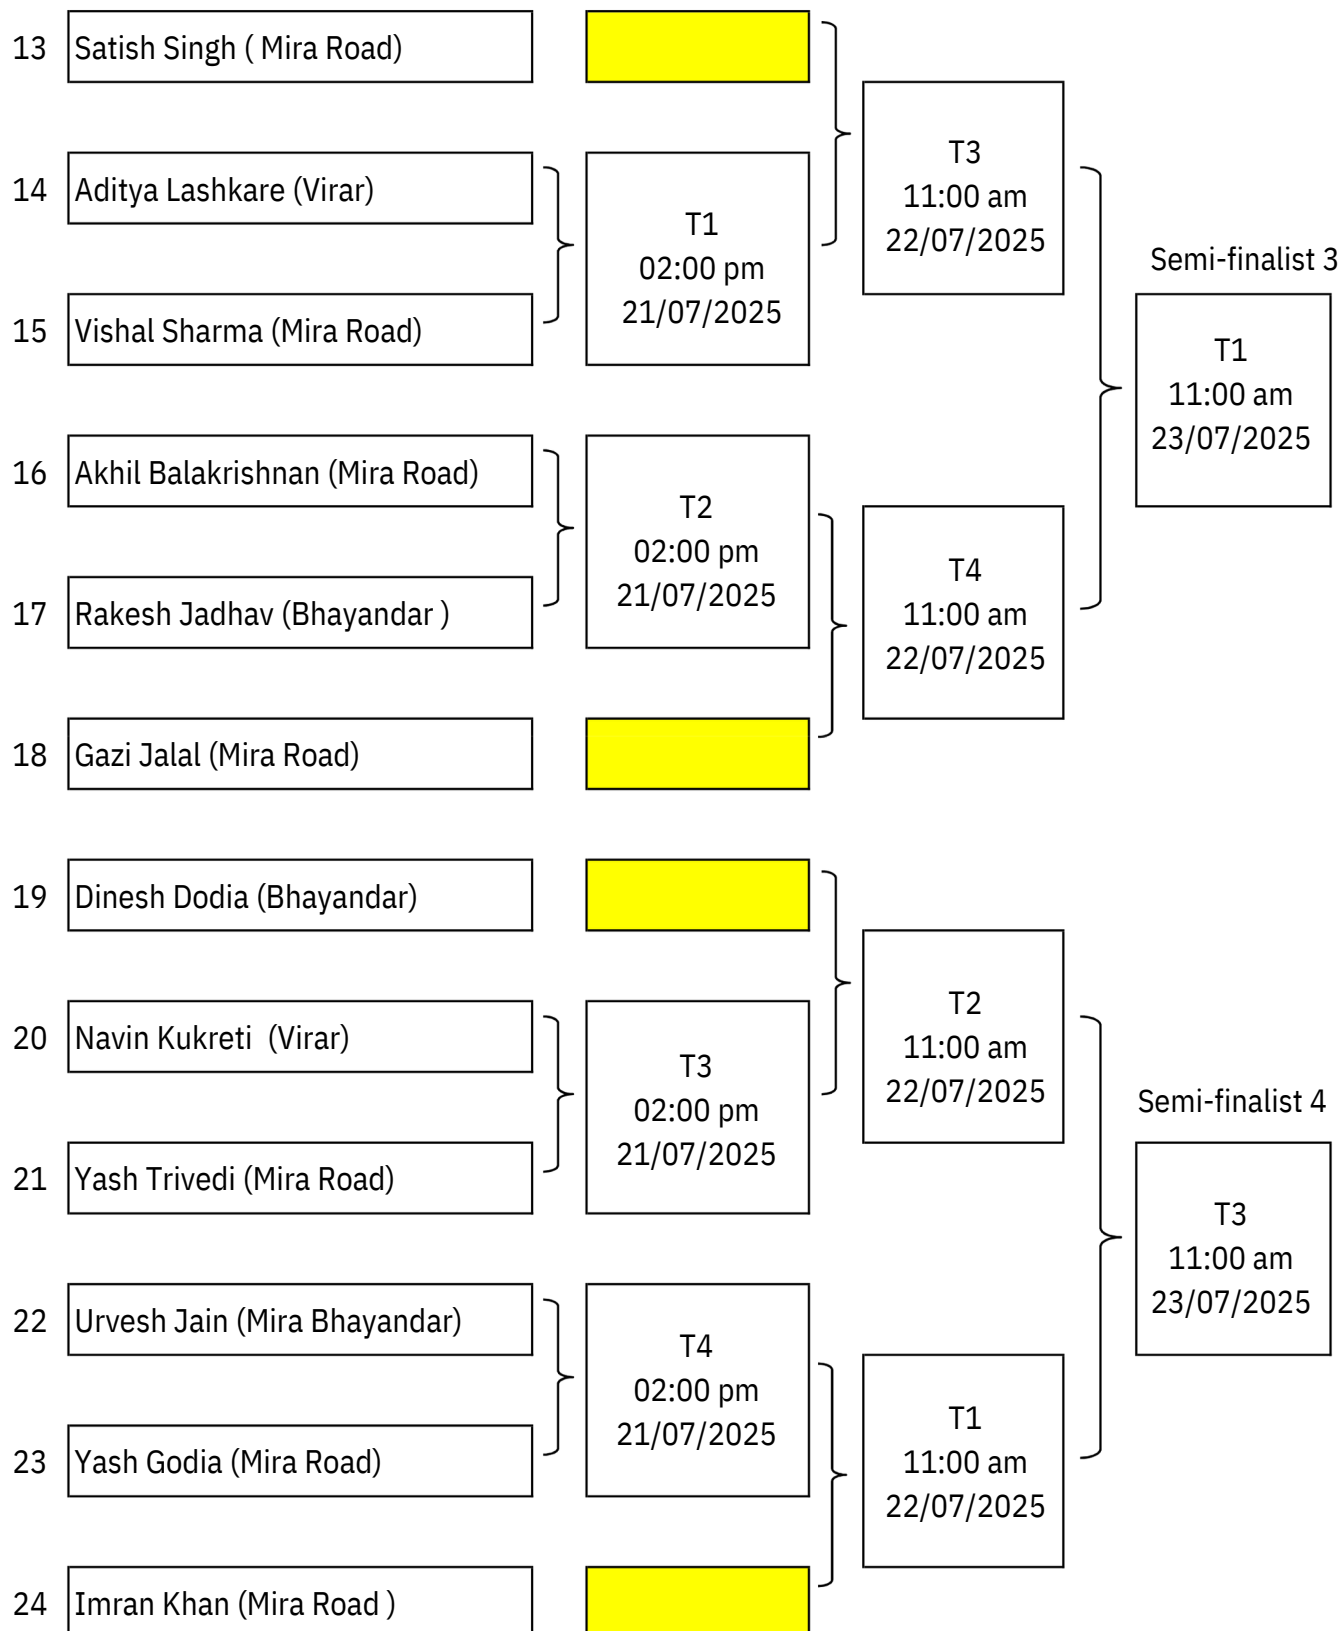 13 Satish Singh ( Mira Road)
14 Aditya Lashkare (Virar)
15 Vishal Sharma (Mira Road)
16 Akhil Balakrishnan (Mira Road)
17 Rakesh Jadhav (Bhayandar )
18 Gazi Jalal (Mira Road)
19 Dinesh Dodia (Bhayandar)
20 Navin Kukreti  (Virar)
21 Yash Trivedi (Mira Road)
22 Urvesh Jain (Mira Bhayandar)
23 Yash Godia (Mira Road)
24 Imran Khan (Mira Road )
T1
02:00 pm
21/07/2025
T2
02:00 pm
21/07/2025
T3
02:00 pm
21/07/2025
T4
02:00 pm
21/07/2025
T3
11:00 am
22/07/2025
T4
11:00 am
22/07/2025
T2
11:00 am
22/07/2025
T1
11:00 am
22/07/2025
Semi-finalist 3
T1
11:00 am
23/07/2025
Semi-finalist 4
T3
11:00 am
23/07/2025